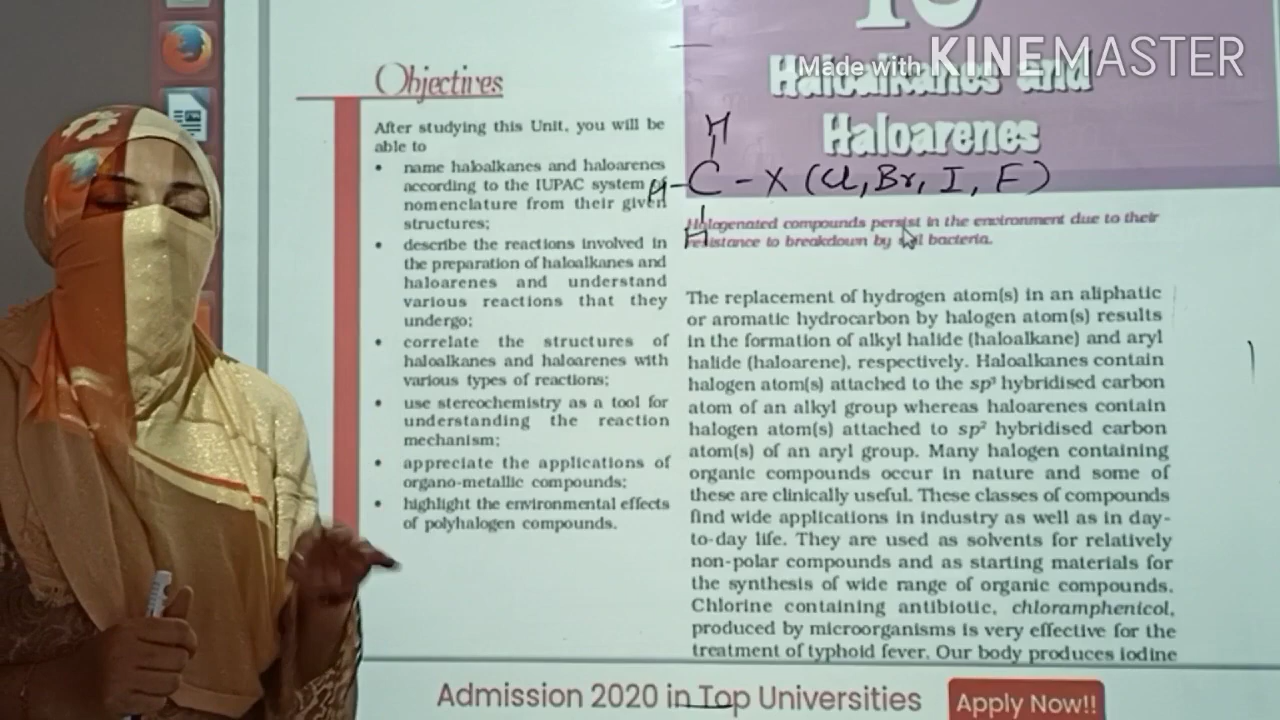 10
Made with KINEMASTER
Haloalkanes and
Haloarenes
H
H-C-X (Cl, Br, I, F)
H
Halogenated compounds persist in the environment due to their
resistance to breakdown by soil bacteria.
Objectives
After studying this Unit, you will be
able to
• name haloalkanes and haloarenes
according to the IUPAC system of
nomenclature from their given
structures;
• describe the reactions involved in
the preparation of haloalkanes and
haloarenes and understand
various reactions that they
undergo;
• correlate the structures of
haloalkanes and haloarenes with
various types of reactions;
• use stereochemistry as a tool for
understanding the reaction
mechanism;
• appreciate the applications of
organo-metallic compounds;
• highlight the environmental effects
of polyhalogen compounds.
The replacement of hydrogen atom(s) in an aliphatic
or aromatic hydrocarbon by halogen atom(s) results
in the formation of alkyl halide (haloalkane) and aryl
halide (haloarene), respectively. Haloalkanes contain
halogen atom(s) attached to the sp³ hybridised carbon
atom of an alkyl group whereas haloarenes contain
halogen atom(s) attached to sp² hybridised carbon
atom(s) of an aryl group. Many halogen containing
organic compounds occur in nature and some of
these are clinically useful. These classes of compounds
find wide applications in industry as well as in day-
to-day life. They are used as solvents for relatively
non-polar compounds and as starting materials for
the synthesis of wide range of organic compounds.
Chlorine containing antibiotic, chloramphenicol,
produced by microorganisms is very effective for the
treatment of typhoid fever. Our body produces iodine
Admission 2020 in Top Universities
Apply Now!!